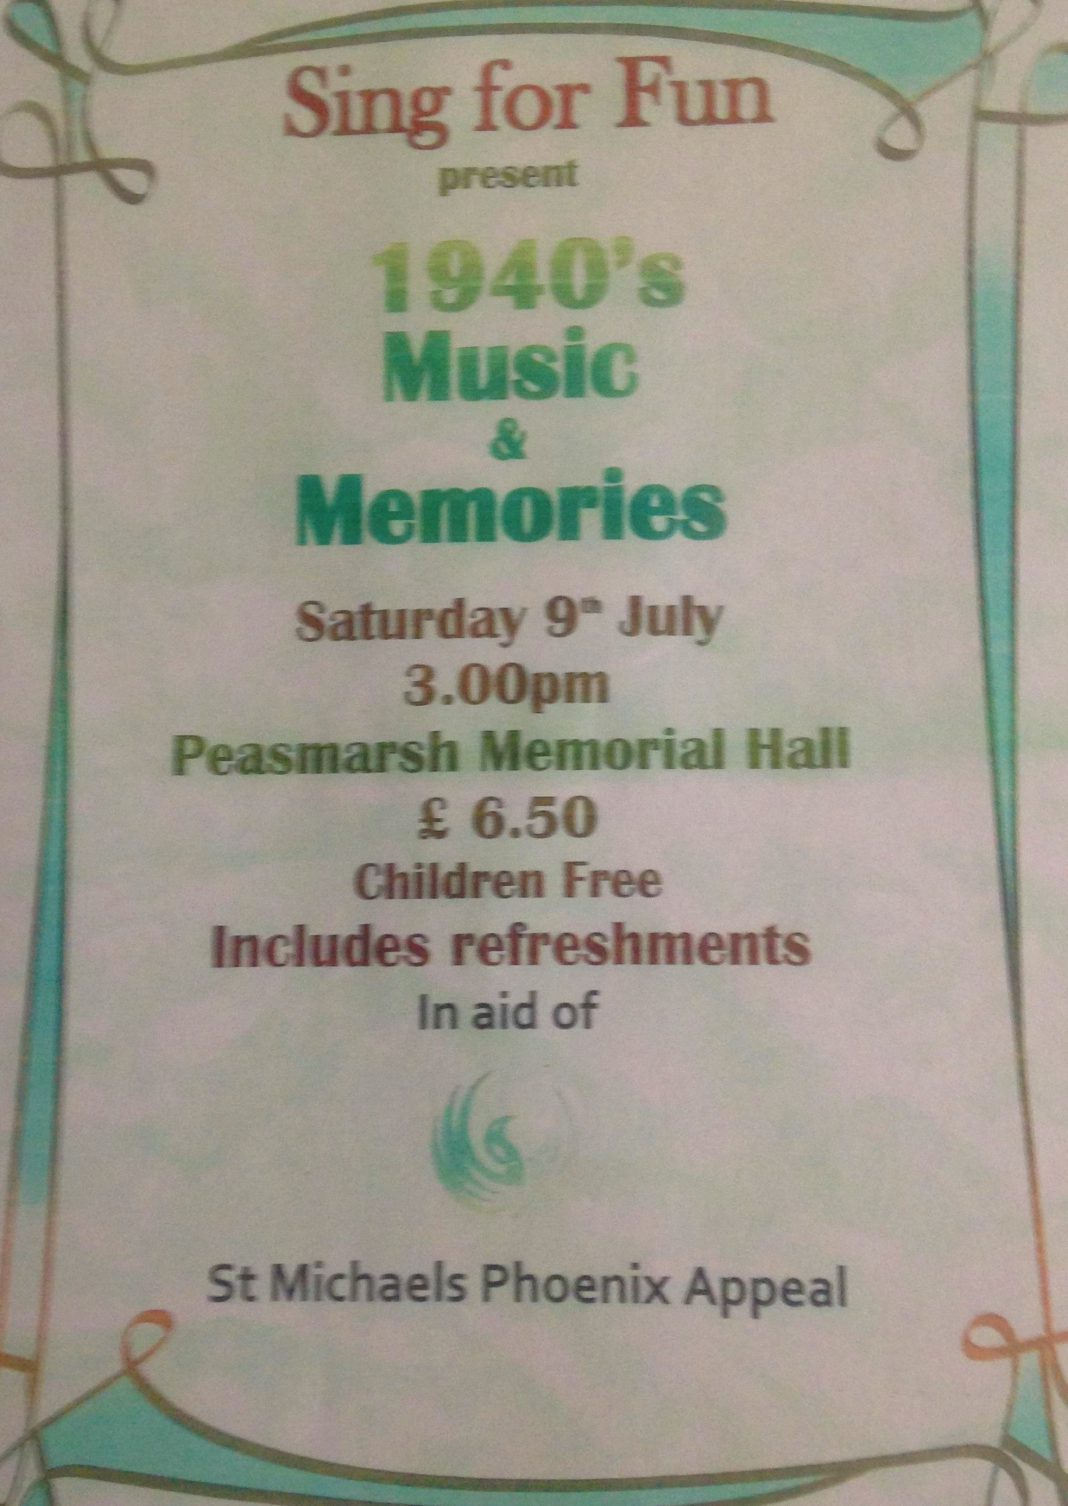 Sing for Fun
present
1940's
Music
&
Memories
Saturday 9th July
3.00pm
Peasmarsh Memorial Hall
£ 6.50
Children Free
Includes refreshments
In aid of
St Michaels Phoenix Appeal